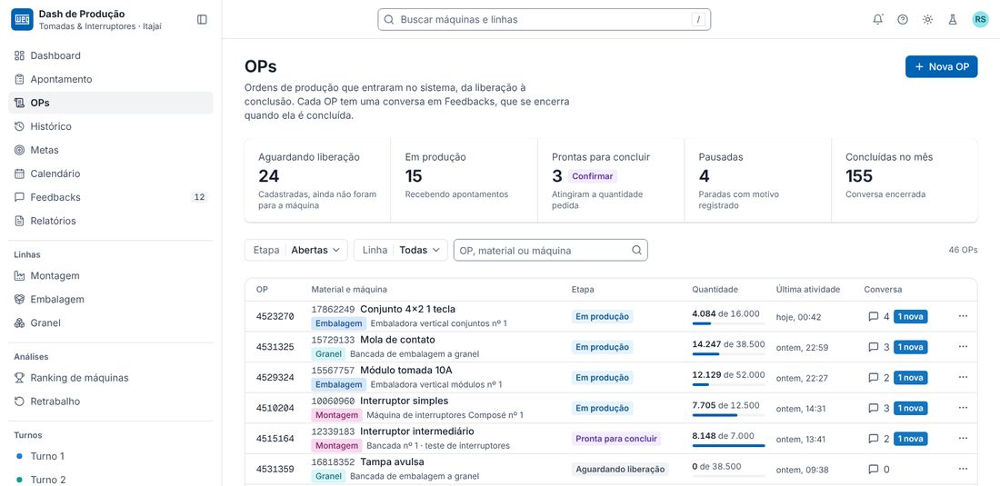 weg
Dash de Produção
Tomadas & Interruptores · Itajaí
Buscar máquinas e linhas
/
RS
Dashboard
Apontamento
OPs
Histórico
Metas
Calendário
Feedbacks 12
Relatórios
Linhas
Montagem
Embalagem
Granel
Análises
Ranking de máquinas
Retrabalho
Turnos
Turno 1
Turno 2
OPs
+ Nova OP
Ordens de produção que entraram no sistema, da liberação à
conclusão. Cada OP tem uma conversa em Feedbacks, que se encerra
quando ela é concluída.
Aguardando liberação
24
Cadastradas, ainda não foram
para a máquina
Em produção
15
Recebendo apontamentos
Prontas para concluir
3 Confirmar
Atingiram a quantidade
pedida
Pausadas
4
Paradas com motivo
registrado
Concluídas no mês
155
Conversa encerrada
Etapa Abertas
Linha Todas
OP, material ou máquina
46 OPs
OP Material e máquina Etapa Quantidade Última atividade Conversa
4523270 17862249 Conjunto 4×2 1 tecla
Embalagem Embaladora vertical conjuntos nº 1
Em produção 4.084 de 16.000 hoje, 00:42 4 1 nova ···
4531325 15729133 Mola de contato
Granel Bancada de embalagem a granel
Em produção 14.247 de 38.500 ontem, 22:59 3 1 nova ···
4529324 15567757 Módulo tomada 10A
Embalagem Embaladora vertical módulos nº 1
Em produção 12.129 de 52.000 ontem, 22:27 2 1 nova ···
4510204 10060960 Interruptor simples
Montagem Máquina de interruptores Composé nº 1
Em produção 7.705 de 12.500 ontem, 14:31 3 1 nova ···
4515164 12339183 Interruptor intermediário
Montagem Bancada nº 1 · teste de interruptores
Pronta para concluir 8.148 de 7.000 ontem, 13:41 2 1 nova ···
4531359 16818352 Tampa avulsa
Granel Bancada de embalagem a granel
Aguardando liberação 0 de 38.500 ontem, 09:38 0 ···